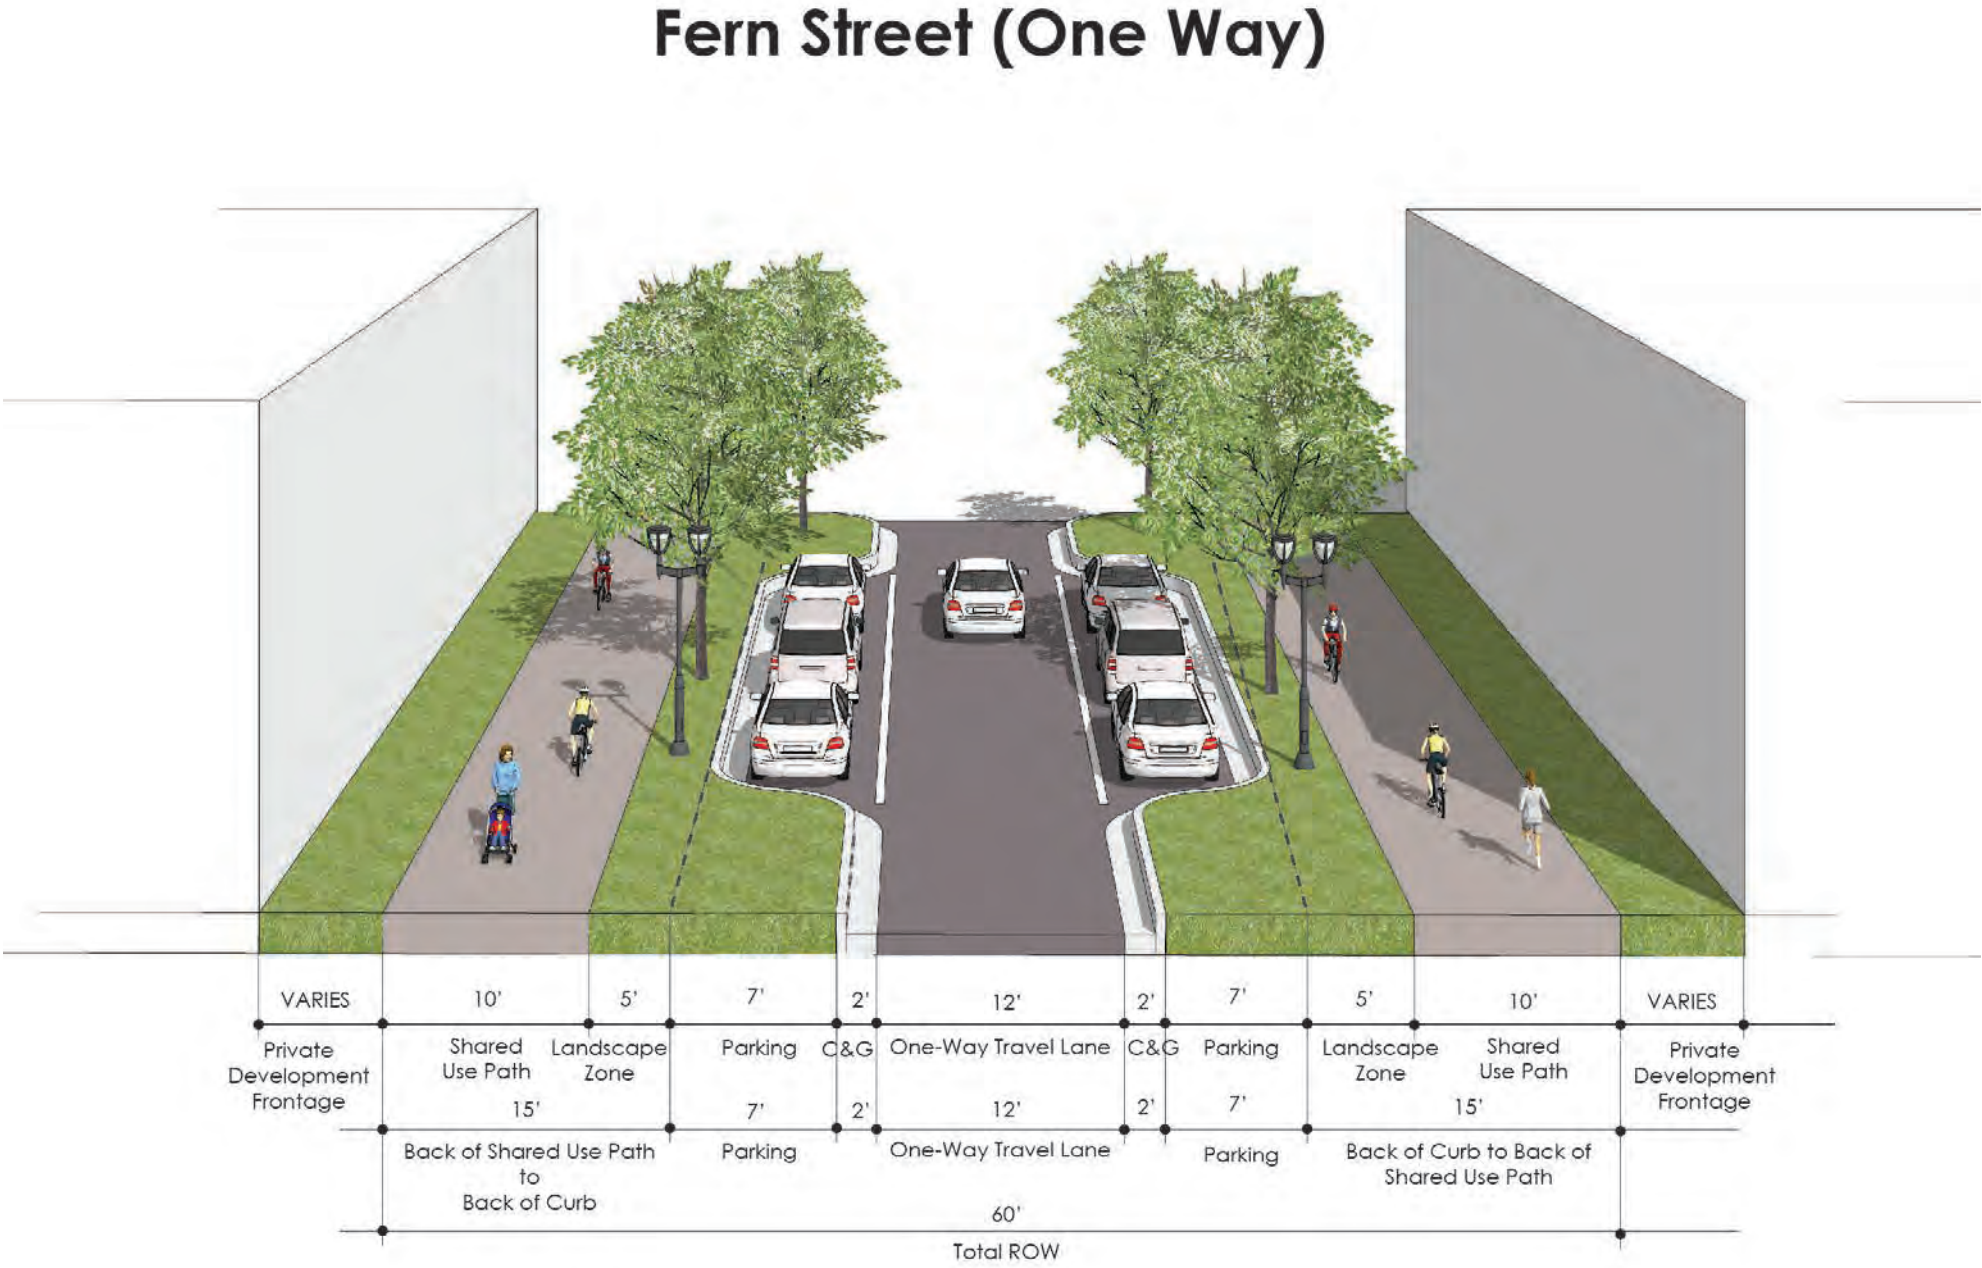 Fern Street (One Way)
VARIES 10' 5' 7' 2' 12' 2' 7' 5' 10' VARIES
Private Development Frontage
Shared Use Path
Landscape Zone
Parking
C&G
One-Way Travel Lane
C&G
Parking
Landscape Zone
Shared Use Path
Private Development Frontage
15' 7' 2' 12' 2' 7' 15'
Back of Shared Use Path
to
Back of Curb
Parking
One-Way Travel Lane
Parking
Back of Curb to Back of
Shared Use Path
60'
Total ROW